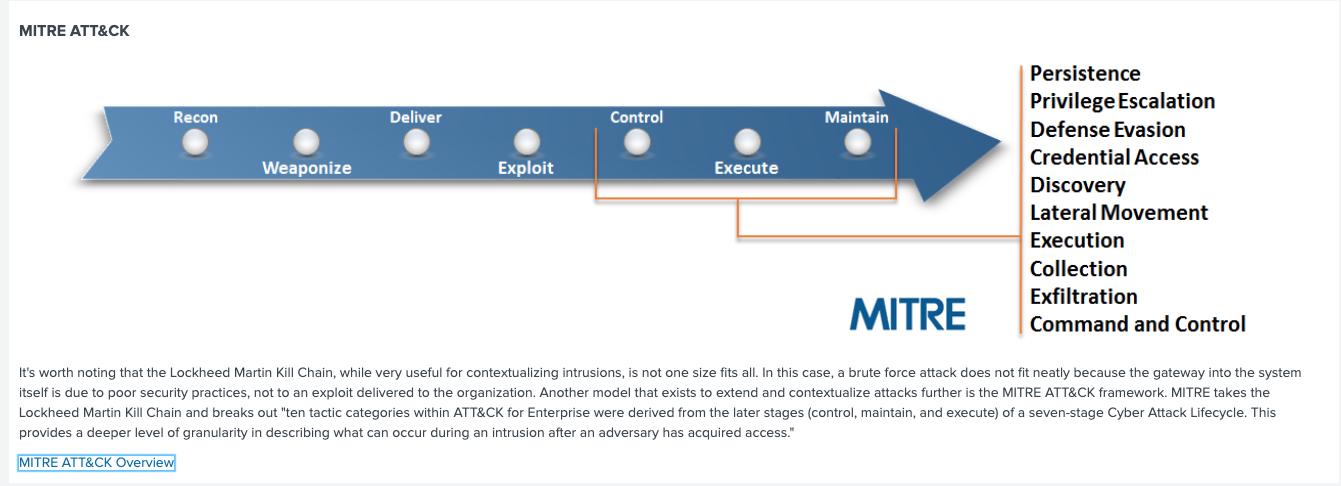 MITRE ATT&CK
Recon
Weaponize
Deliver
Exploit
Control
Execute
Maintain
Persistence
Privilege Escalation
Defense Evasion
Credential Access
Discovery
Lateral Movement
Execution
Collection
Exfiltration
Command and Control
MITRE
It's worth noting that the Lockheed Martin Kill Chain, while very useful for contextualizing intrusions, is not one size fits all. In this case, a brute force attack does not fit neatly because the gateway into the system
itself is due to poor security practices, not to an exploit delivered to the organization. Another model that exists to extend and contextualize attacks further is the MITRE ATT&CK framework. MITRE takes the
Lockheed Martin Kill Chain and breaks out "ten tactic categories within ATT&CK for Enterprise were derived from the later stages (control, maintain, and execute) of a seven-stage Cyber Attack Lifecycle. This
provides a deeper level of granularity in describing what can occur during an intrusion after an adversary has acquired access."
MITRE ATT&CK Overview